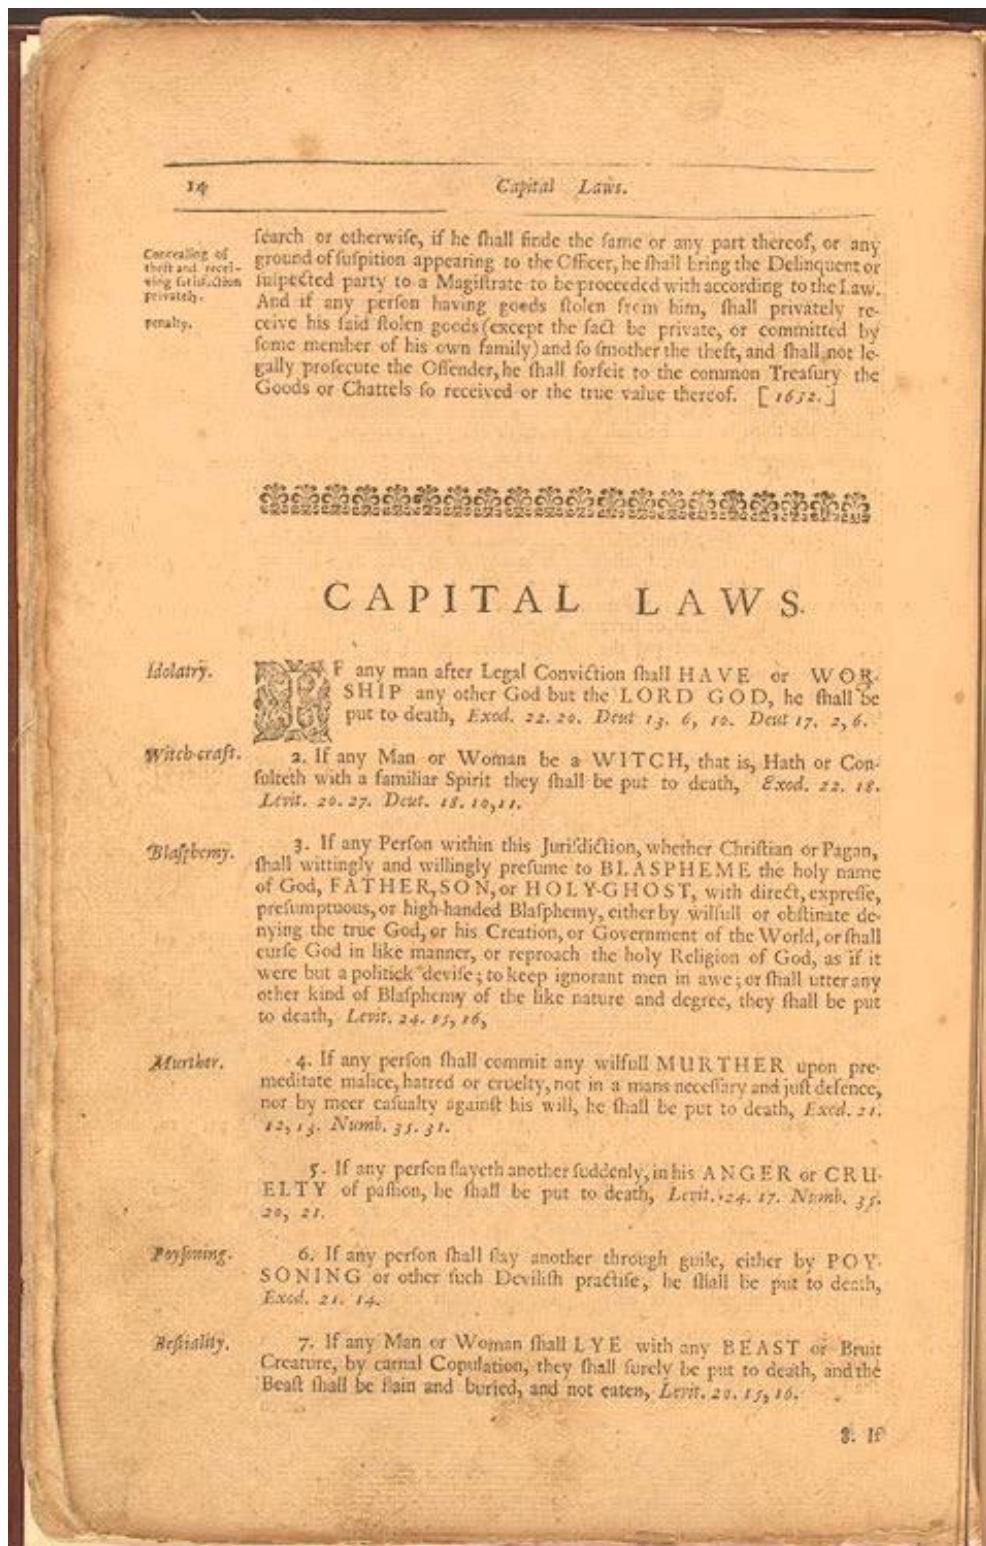 14
Capital Laws.
Concealing of
theft and recei-
ving satisfaction
privately.
penalty.
ſearch or otherwiſe, if he ſhall finde the ſame or any part thereof, or any
ground of ſuſpition appearing to the Officer, he ſhall bring the Delinquent or
ſuſpected party to a Magiſtrate to be proceeded with according to the Law.
And if any perſon having goods ſtolen from him, ſhall privately re-
ceive his ſaid ſtolen goods (except the fact be private, or committed by
ſome member of his own family) and ſo ſmother the theft, and ſhall not le-
gally proſecute the Offender, he ſhall forfeit to the common Treaſury the
Goods or Chattels ſo received or the true value thereof. [1652.]
CAPITAL LAWS.
Idolatry.
IF any man after Legal Conviction ſhall HAVE or WOR-
SHIP any other God but the LORD GOD, he ſhall be
put to death, Exod. 22. 20. Deut 13. 6, 10. Deut 17. 2, 6.
Witch-craft.
2. If any Man or Woman be a WITCH, that is, Hath or Con-
ſulteth with a familiar Spirit they ſhall be put to death, Exod. 22. 18.
Levit. 20. 27. Deut. 18. 10, 11.
Blaſphemy.
3. If any Perſon within this Juriſdiction, whether Chriſtian or Pagan,
ſhall wittingly and willingly preſume to BLASPHEME the holy name
of God, FATHER, SON, or HOLY-GHOST, with direct, expreſſe,
preſumptuous, or high-handed Blaſphemy, either by wilfull or obſtinate de-
nying the true God, or his Creation, or Government of the World, or ſhall
curſe God in like manner, or reproach the holy Religion of God, as if it
were but a politick deviſe; to keep ignorant men in awe; or ſhall utter any
other kind of Blaſphemy of the like nature and degree, they ſhall be put
to death, Levit. 24. 15, 16,
Murther.
4. If any perſon ſhall commit any wilfull MURTHER upon pre-
meditate malice, hatred or cruelty, not in a mans neceſſary and juſt defence,
nor by meer caſualty againſt his will, he ſhall be put to death, Exod. 21.
12, 13. Numb. 35. 31.
5. If any perſon ſlayeth another ſuddenly, in his ANGER or CRU-
ELTY of paſſion, he ſhall be put to death, Levit. 24. 17. Numb. 35.
20, 21.
Poyſoning.
6. If any perſon ſhall ſlay another through guile, either by POY-
SONING or other ſuch Deviliſh practiſe, he ſhall be put to death,
Exod. 21. 14.
Beſtiality.
7. If any Man or Woman ſhall LYE with any BEAST or Bruit
Creature, by carnal Copulation, they ſhall ſurely be put to death, and the
Beaſt ſhall be ſlain and buried, and not eaten, Levit. 20. 15, 16.
8. If